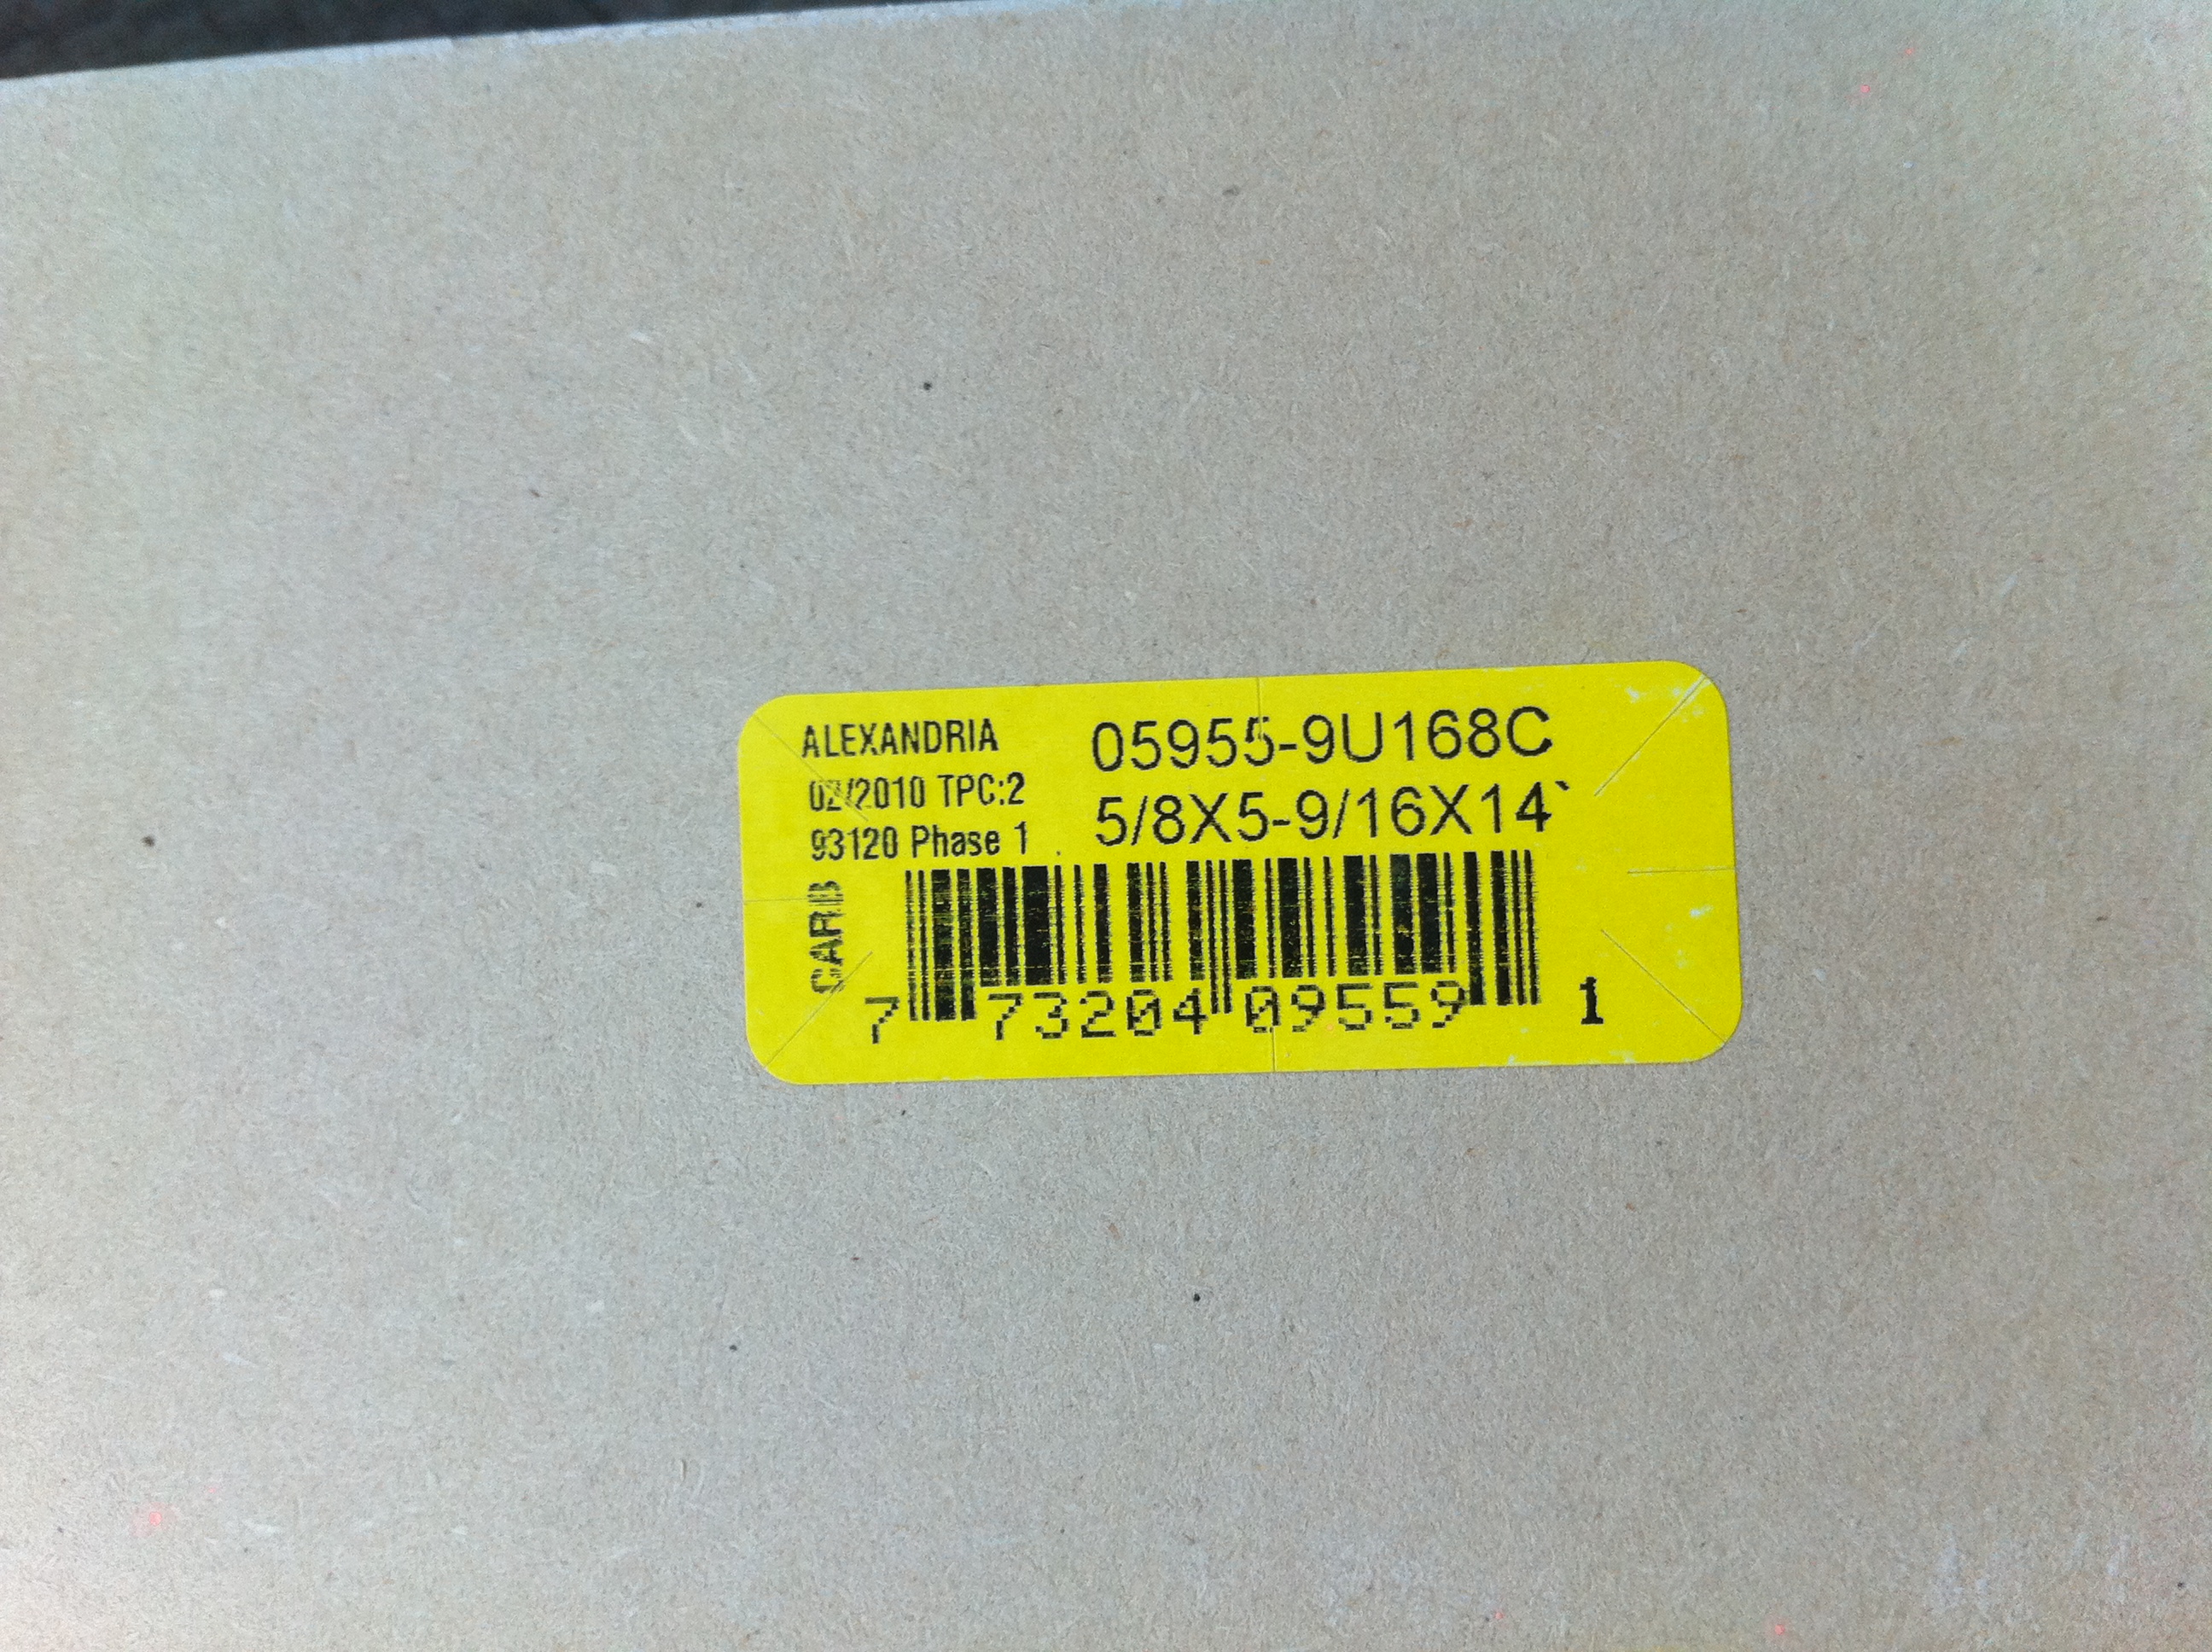 ALEXANDRIA
02/2010 TPC:2
93120 Phase 1
05955-9U168C
5/8X5-9/16X14`
CARB
7 73204 09559 1